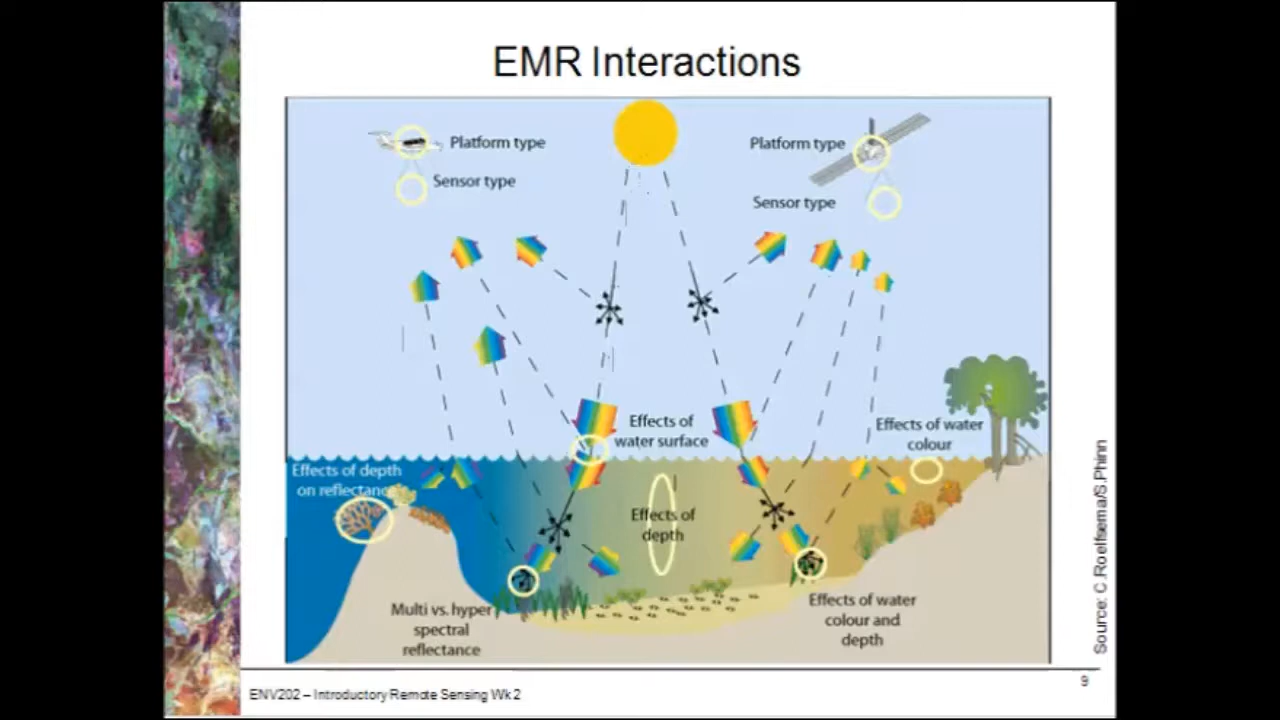 EMR Interactions
Platform type
Sensor type
Platform type
Sensor type
Effects of
water surface
Effects of water
colour
Effects of depth
on reflectance
Effects of
depth
Multi vs. hyper
spectral
reflectance
Effects of water
colour and
depth
Source: C.Roelfsema/S.Phinn
ENV202 – Introductory Remote Sensing Wk 2
9